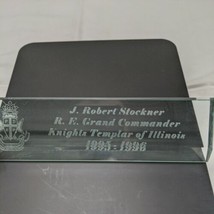 J. Robert Stockner
R. E. Grand Commander
Knights Templar of Illinois
1995-1996